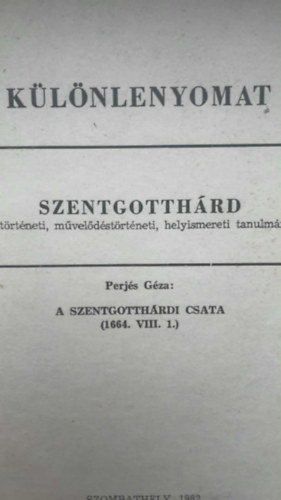 KÜLÖNLENYOMAT
SZENTGOTTHÁRD
történeti, művelődéstörténeti, helyismereti
Perjés Géza:
A SZENTGOTTHÁRDI CSATA
(1664. VIII. 1.)
SZOMBATHELY